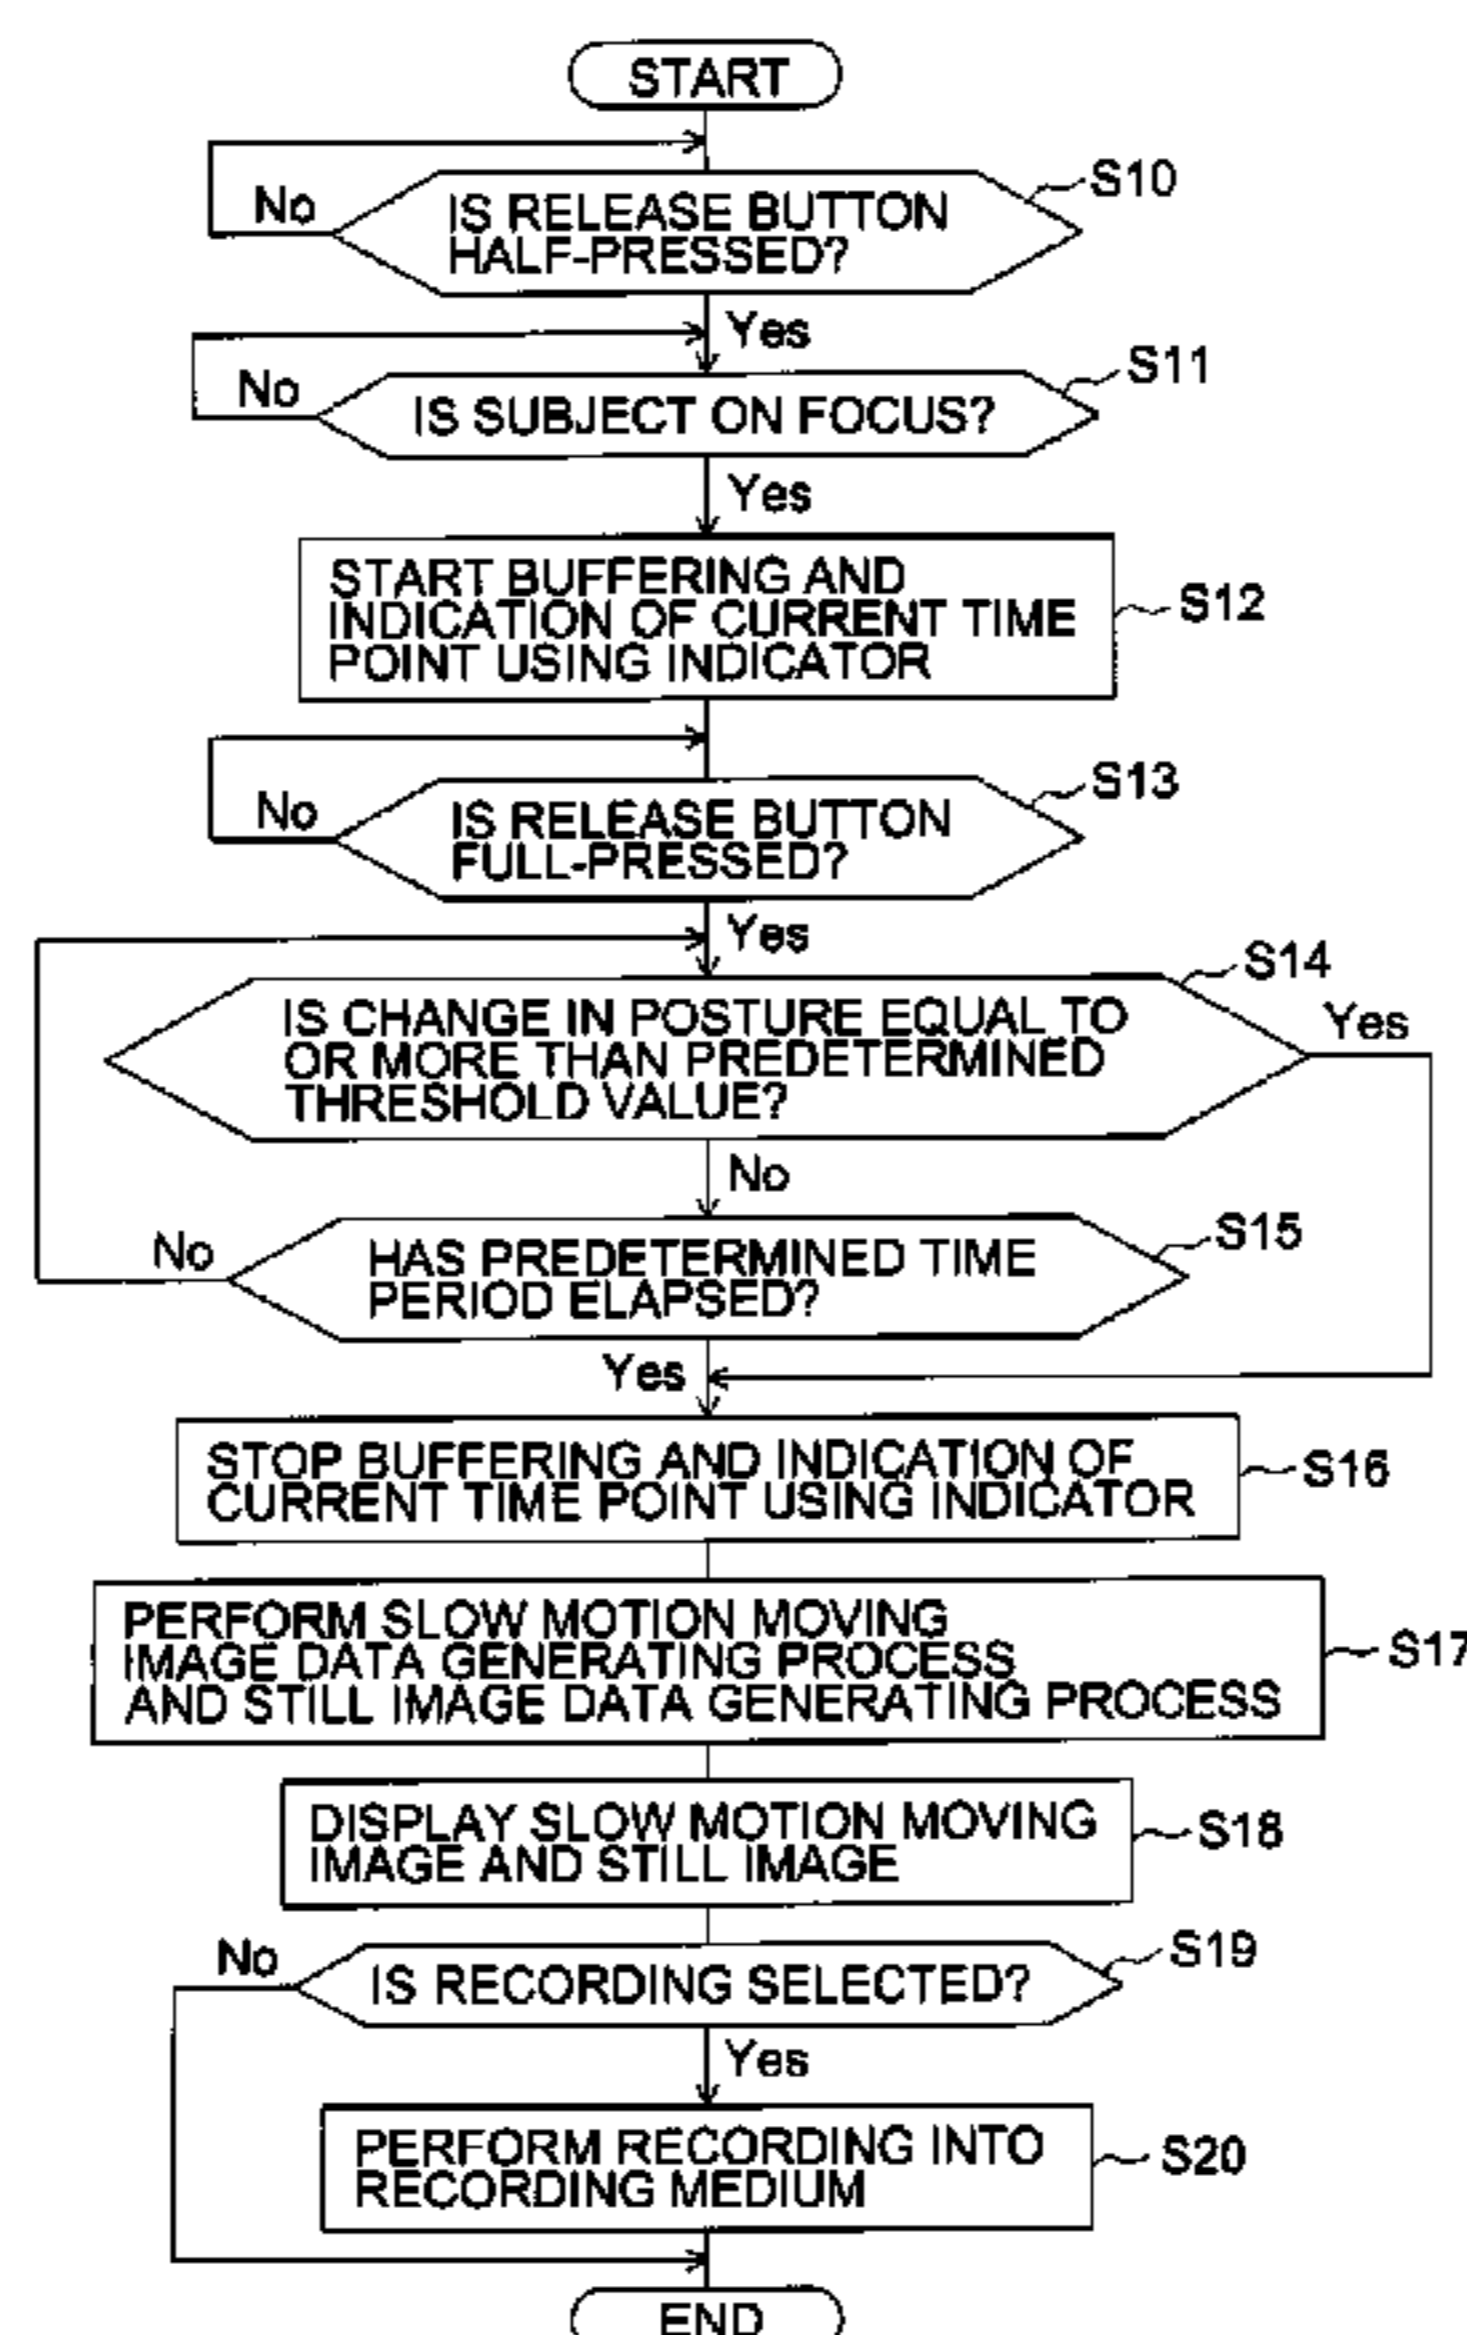 START
S10
No
IS RELEASE BUTTON
HALF-PRESSED?
Yes
S11
No
IS SUBJECT ON FOCUS?
Yes
START BUFFERING AND
INDICATION OF CURRENT TIME
POINT USING INDICATOR
S12
S13
No
IS RELEASE BUTTON
FULL-PRESSED?
Yes
S14
IS CHANGE IN POSTURE EQUAL TO
OR MORE THAN PREDETERMINED
THRESHOLD VALUE?
Yes
No
S15
No
HAS PREDETERMINED TIME
PERIOD ELAPSED?
Yes
STOP BUFFERING AND INDICATION OF
CURRENT TIME POINT USING INDICATOR
S16
PERFORM SLOW MOTION MOVING
IMAGE DATA GENERATING PROCESS
AND STILL IMAGE DATA GENERATING PROCESS
S17
DISPLAY SLOW MOTION MOVING
IMAGE AND STILL IMAGE
S18
S19
No
IS RECORDING SELECTED?
Yes
PERFORM RECORDING INTO
RECORDING MEDIUM
S20
END